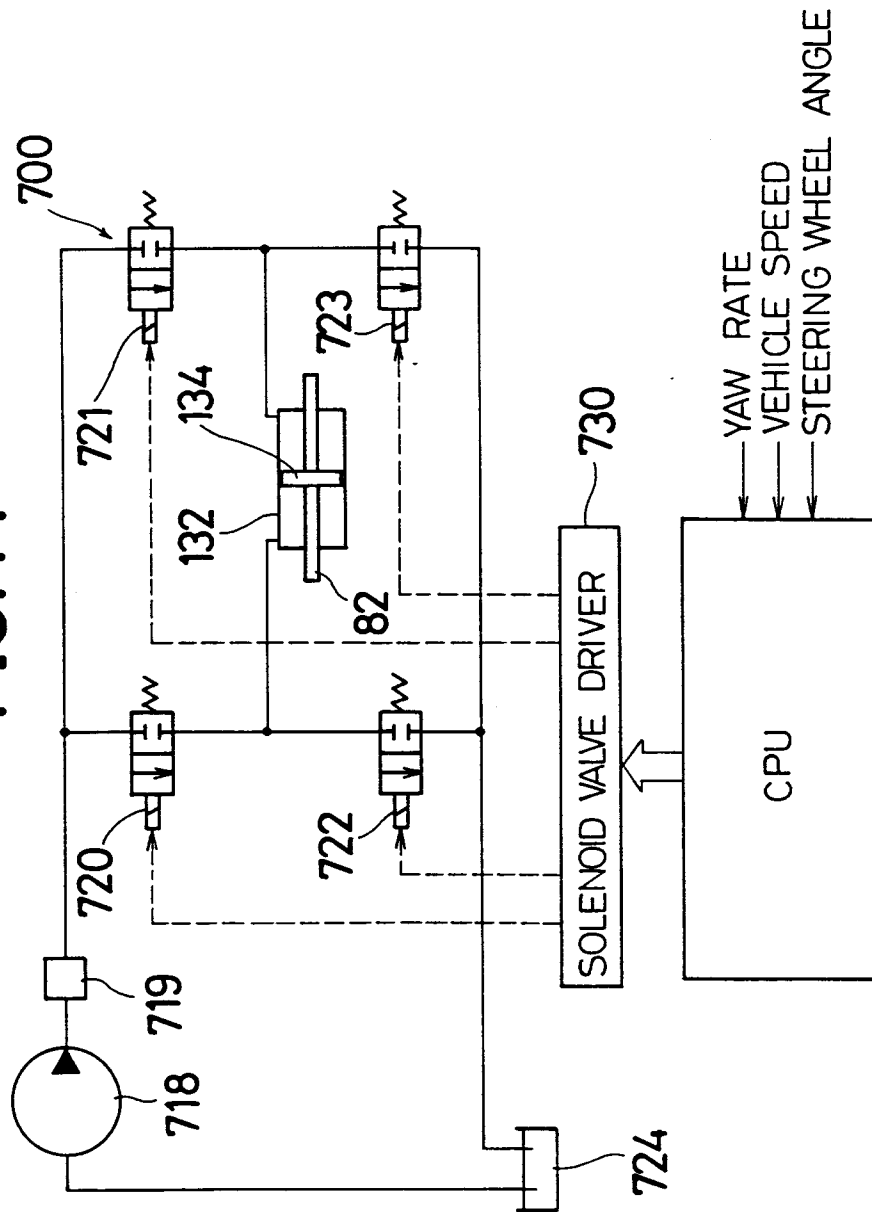 700
721
723
134
132
82
720
722
719
718
724
730
SOLENOID VALVE DRIVER
CPU
YAW RATE
VEHICLE SPEED
STEERING WHEEL ANGLE